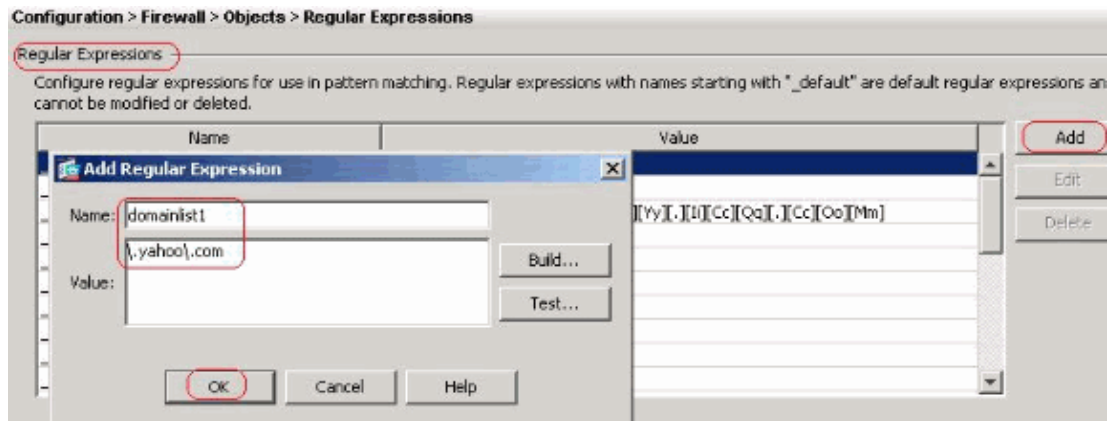 Configuration > Firewall > Objects > Regular Expressions
Regular Expressions
Configure regular expressions for use in pattern matching. Regular expressions with names starting with "_default" are default regular expressions an
cannot be modified or deleted.
Name Value
Add
Edit
Delete
Add Regular Expression
Name: domainlist1
][Yy][.][Ii][Cc][Qq][.][Cc][Oo][Mm]
Value: \.yahoo\.com
Build...
Test...
OK Cancel Help